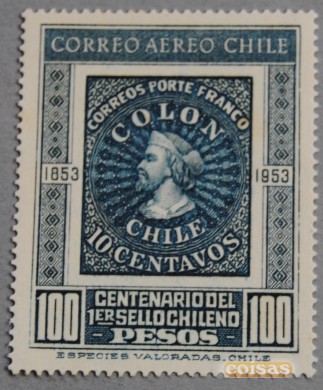 CORREO AEREO CHILE
CORREOS PORTE FRANCO
COLON
1853
1953
CHILE
10 CENTAVOS
100
CENTENARIO DEL
1ER SELLO CHILENO
PESOS
100
ESPECIES VALORADAS, CHILE
coisas